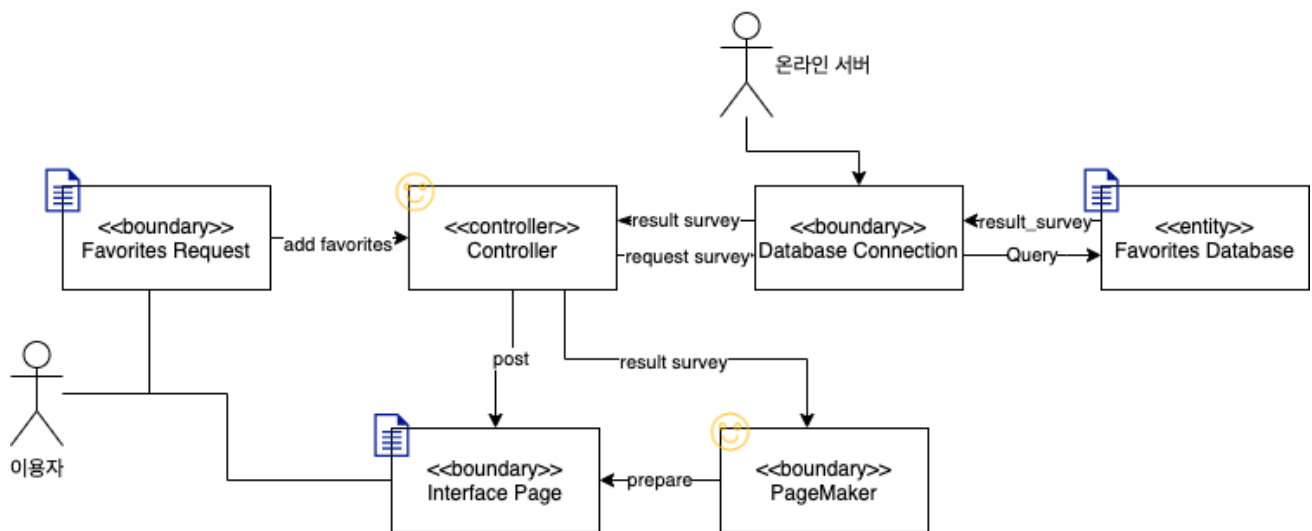 온라인 서버
<<boundary>>
Favorites Request
add favorites
<<controller>>
Controller
result survey
request survey
<<boundary>>
Database Connection
result_survey
Query
<<entity>>
Favorites Database
post
result survey
이용자
<<boundary>>
Interface Page
prepare
<<boundary>>
PageMaker